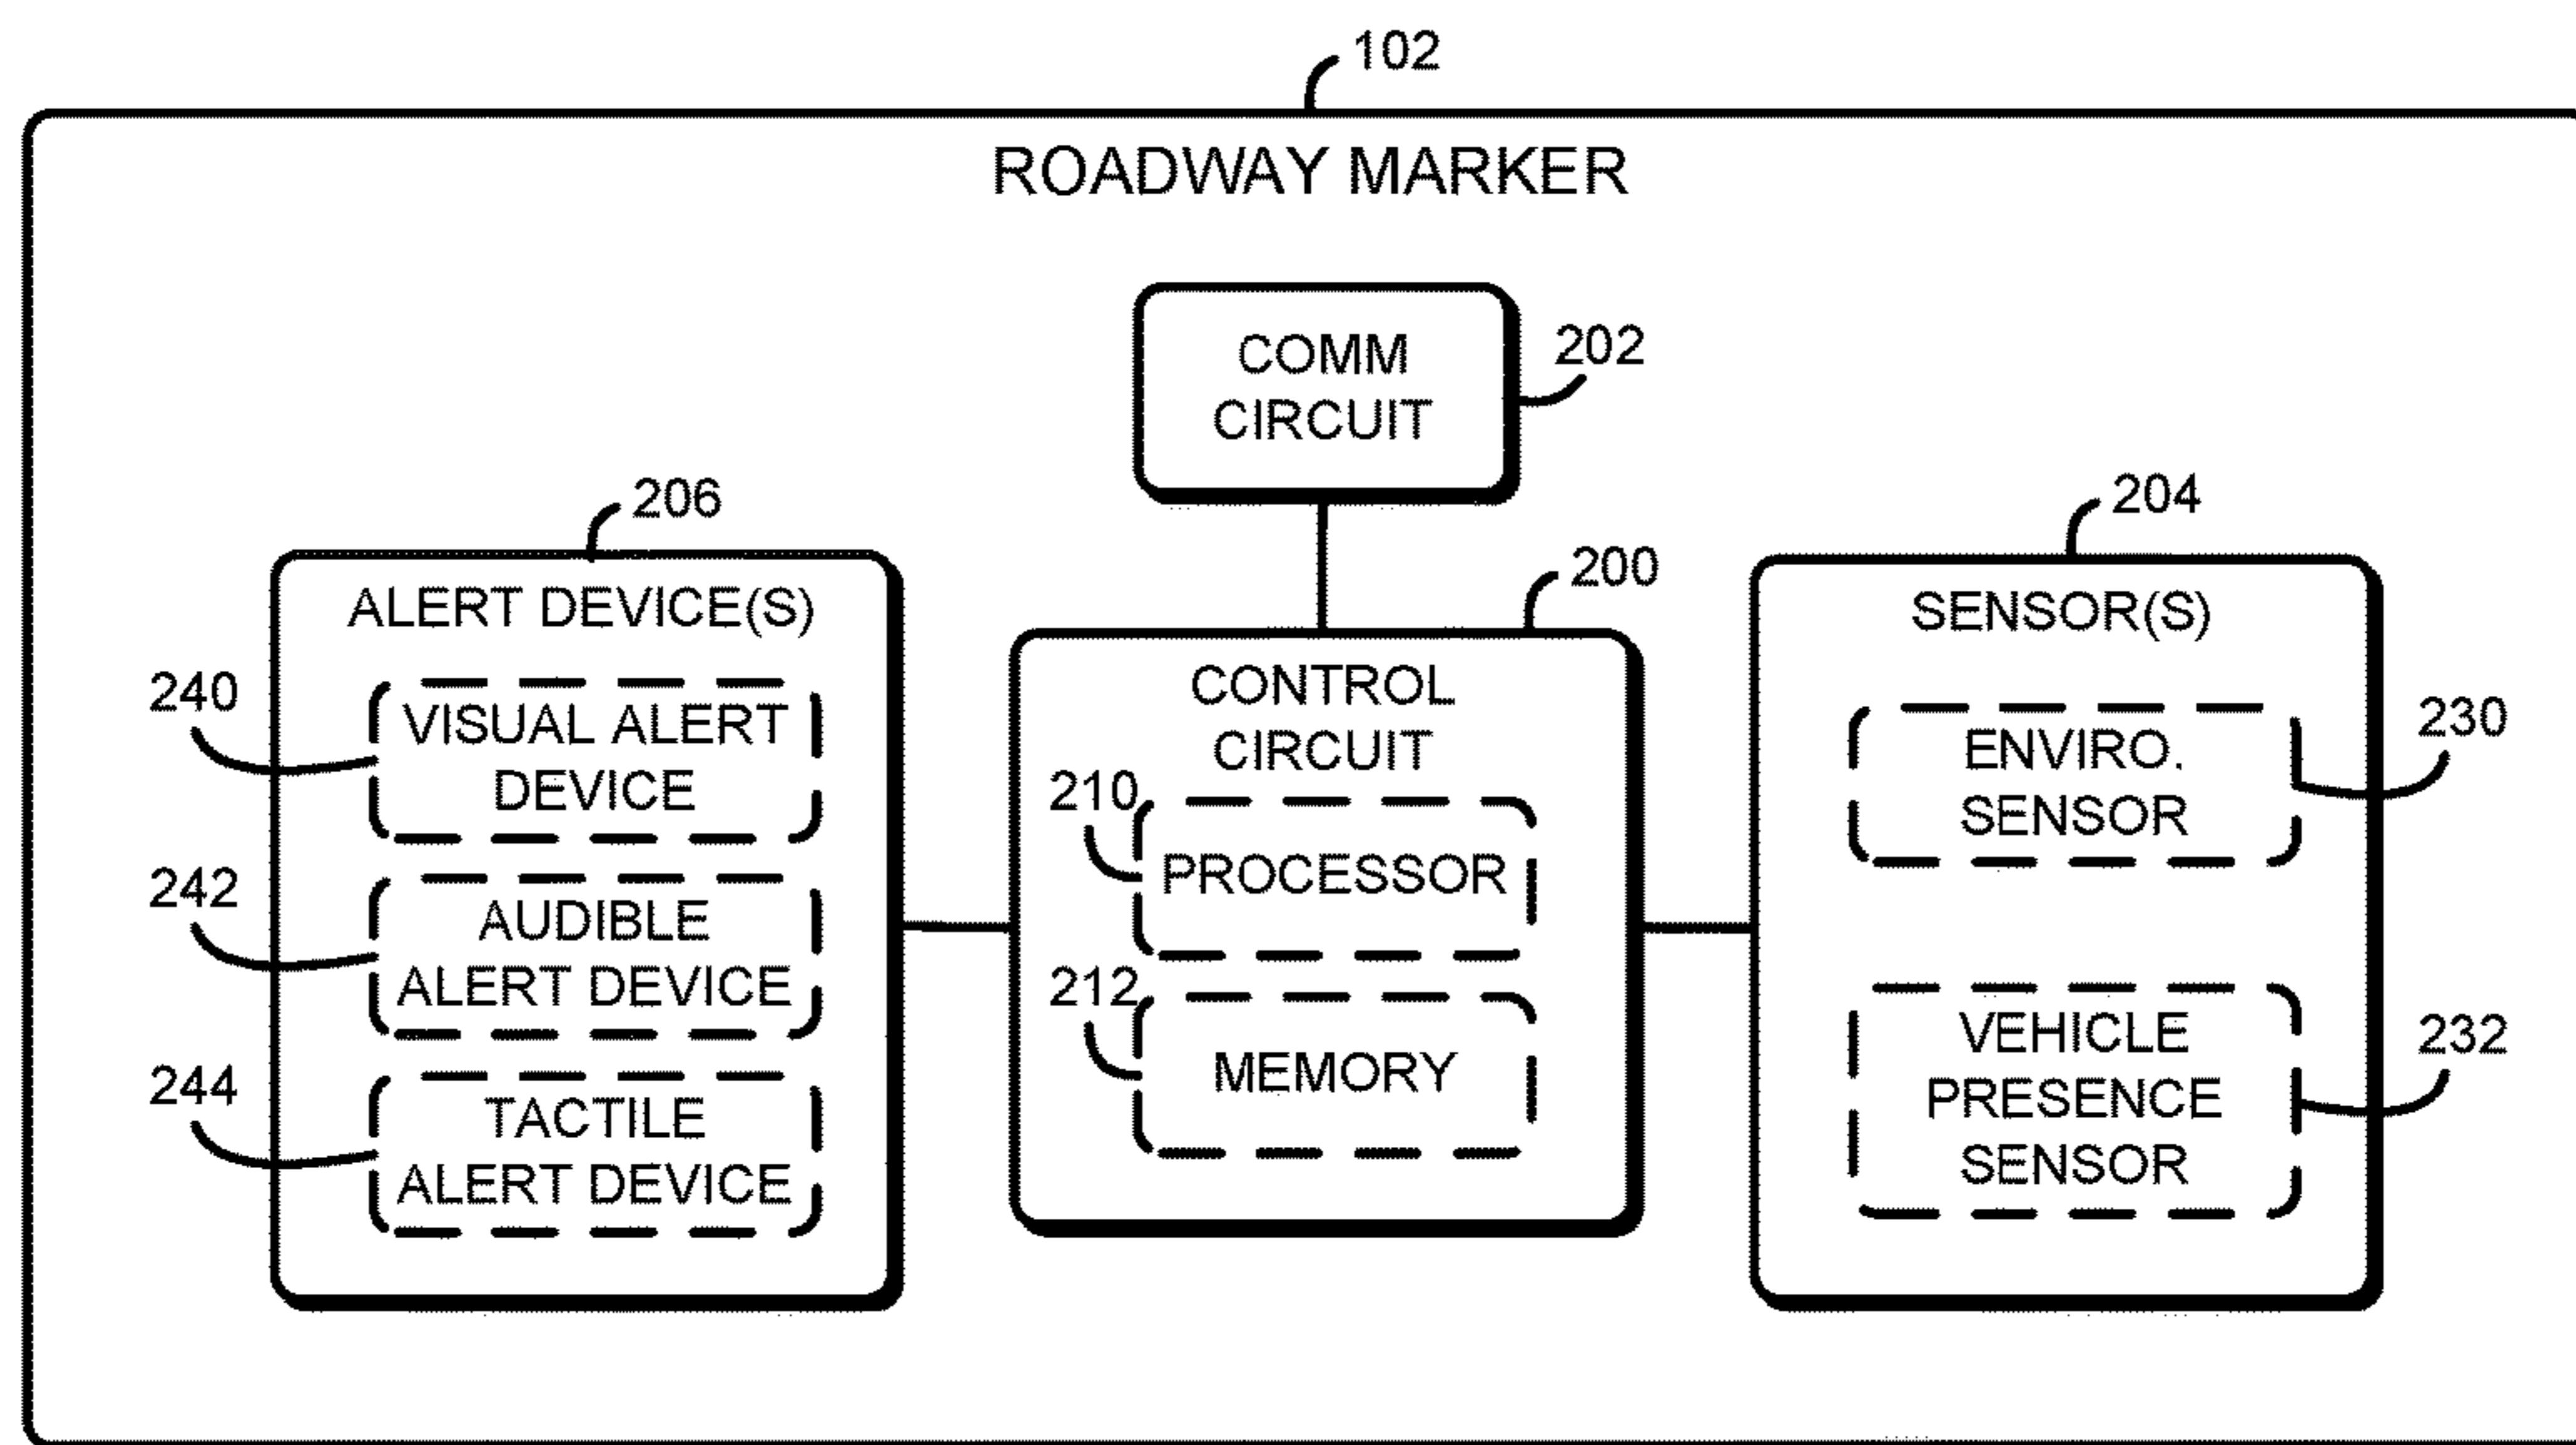 102
ROADWAY MARKER
COMM
CIRCUIT
202
206
ALERT DEVICE(S)
240
VISUAL ALERT
DEVICE
242
AUDIBLE
ALERT DEVICE
244
TACTILE
ALERT DEVICE
200
CONTROL
CIRCUIT
210
PROCESSOR
212
MEMORY
204
SENSOR(S)
ENVIRO.
SENSOR
230
VEHICLE
PRESENCE
SENSOR
232